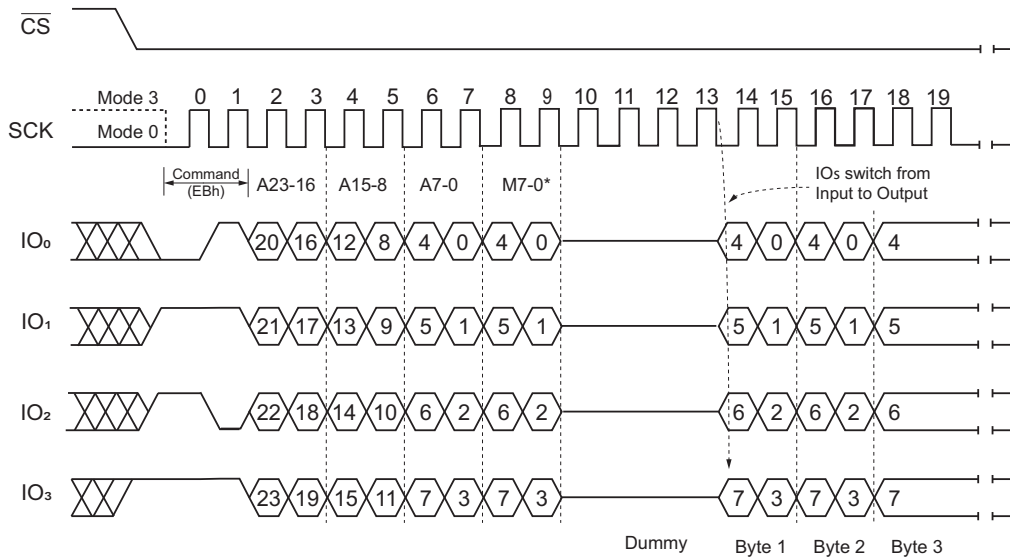 CS
Mode 3
0 1 2 3 4 5 6 7 8 9 10 11 12 13 14 15 16 17 18 19
SCK
Mode 0
Command
(EBh)
A23-16 A15-8 A7-0 M7-0*
IOs switch from
Input to Output
IO₀ 20 16 12 8 4 0 4 0 4 0 4 0 4
IO₁ 21 17 13 9 5 1 5 1 5 1 5 1 5
IO₂ 22 18 14 10 6 2 6 2 6 2 6 2 6
IO₃ 23 19 15 11 7 3 7 3 7 3 7 3 7
Dummy Byte 1 Byte 2 Byte 3